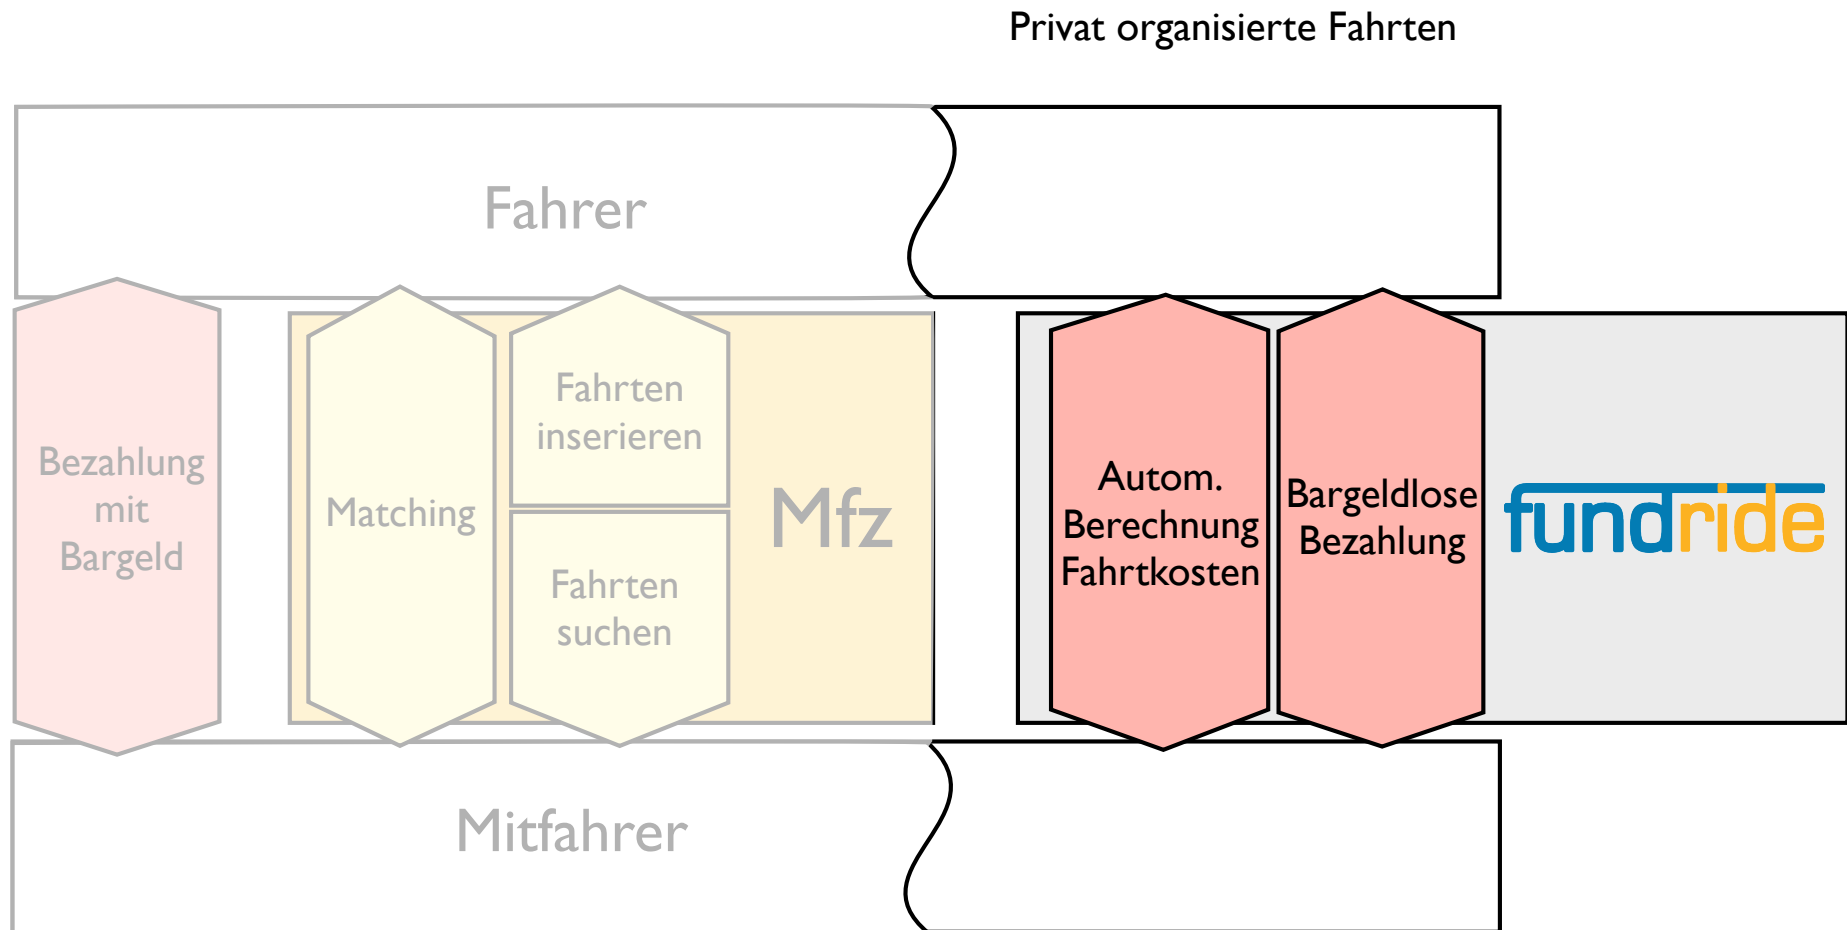 Privat organisierte Fahrten
Fahrer
Bezahlung
mit
Bargeld
Matching
Fahrten
inserieren
Fahrten
suchen
Mfz
Autom.
Berechnung
Fahrtkosten
Bargeldlose
Bezahlung
fundride
Mitfahrer